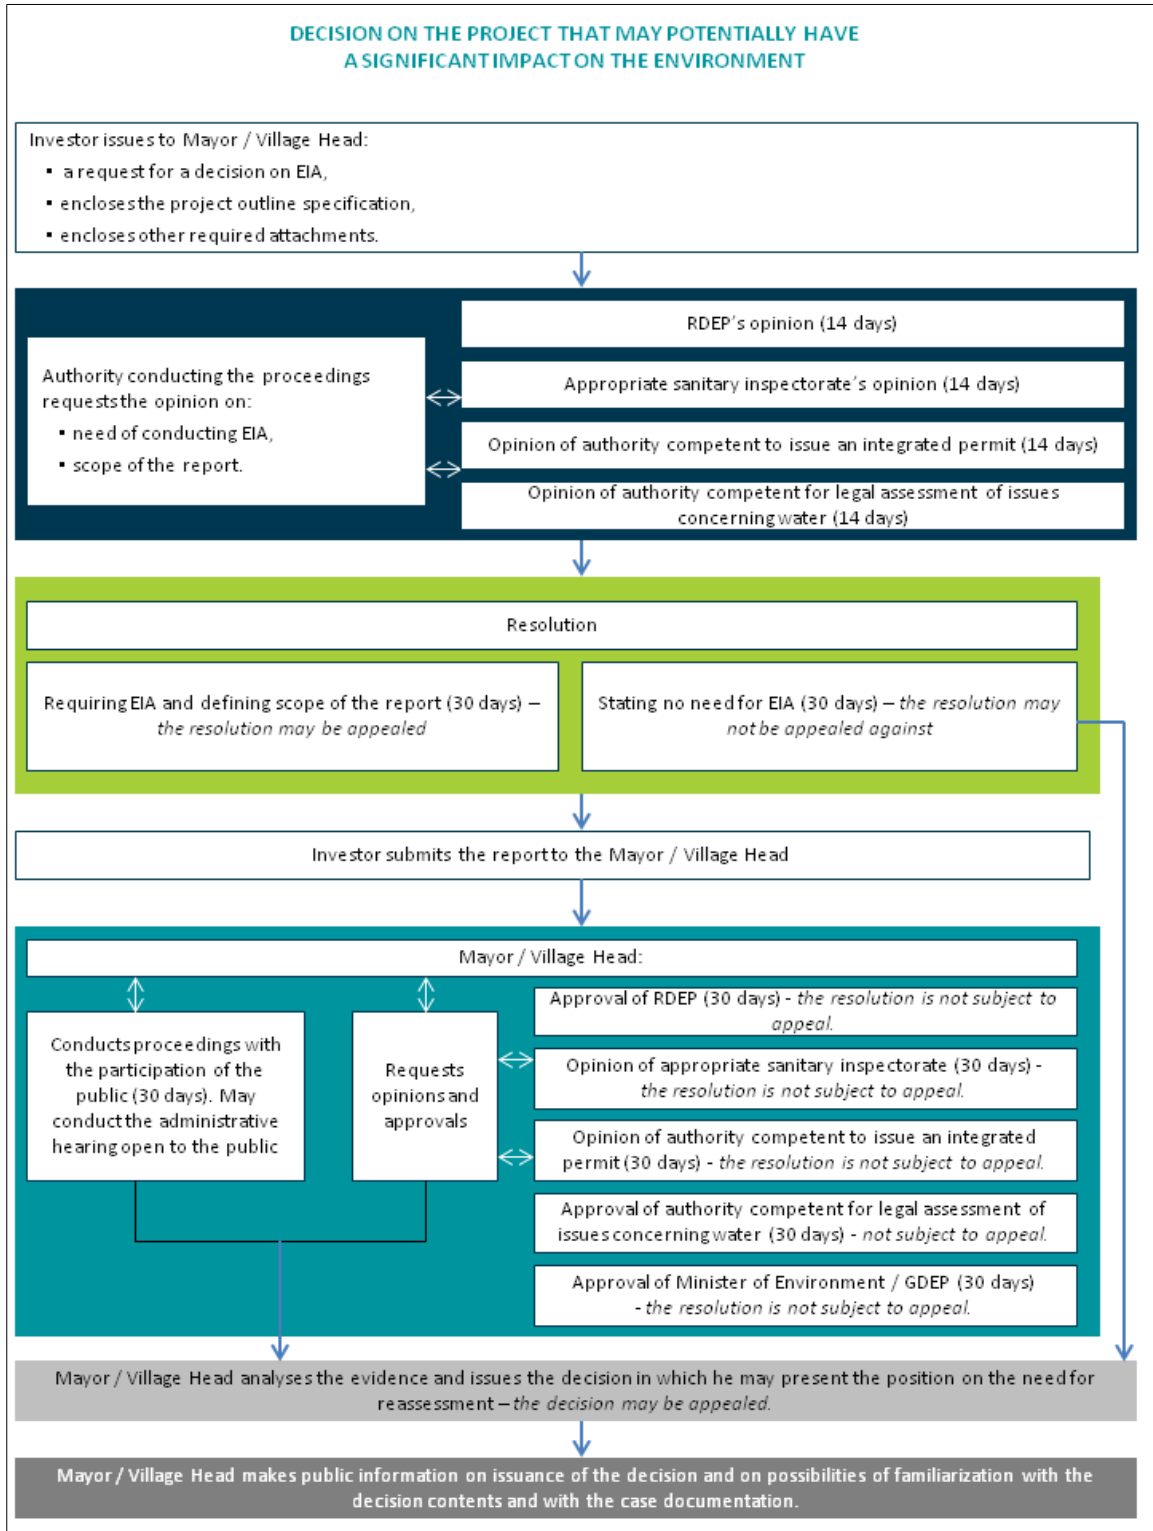 DECISION ON THE PROJECT THAT MAY POTENTIALLY HAVE
A SIGNIFICANT IMPACT ON THE ENVIRONMENT
Investor issues to Mayor / Village Head:
▪ a request for a decision on EIA,
▪ encloses the project outline specification,
▪ encloses other required attachments.
Authority conducting the proceedings
requests the opinion on:
▪ need of conducting EIA,
▪ scope of the report.
RDEP's opinion (14 days)
Appropriate sanitary inspectorate's opinion (14 days)
Opinion of authority competent to issue an integrated permit (14 days)
Opinion of authority competent for legal assessment of issues
concerning water (14 days)
Resolution
Requiring EIA and defining scope of the report (30 days) –
the resolution may be appealed
Stating no need for EIA (30 days) – the resolution may
not be appealed against
Investor submits the report to the Mayor / Village Head
Mayor / Village Head:
Conducts proceedings with
the participation of the
public (30 days). May
conduct the administrative
hearing open to the public
Requests
opinions and
approvals
Approval of RDEP (30 days) - the resolution is not subject to
appeal.
Opinion of appropriate sanitary inspectorate (30 days) -
the resolution is not subject to appeal.
Opinion of authority competent to issue an integrated
permit (30 days) - the resolution is not subject to appeal.
Approval of authority competent for legal assessment of
issues concerning water (30 days) - not subject to appeal.
Approval of Minister of Environment / GDEP (30 days)
- the resolution is not subject to appeal.
Mayor / Village Head analyses the evidence and issues the decision in which he may present the position on the need for
reassessment – the decision may be appealed.
Mayor / Village Head makes public information on issuance of the decision and on possibilities of familiarization with the
decision contents and with the case documentation.